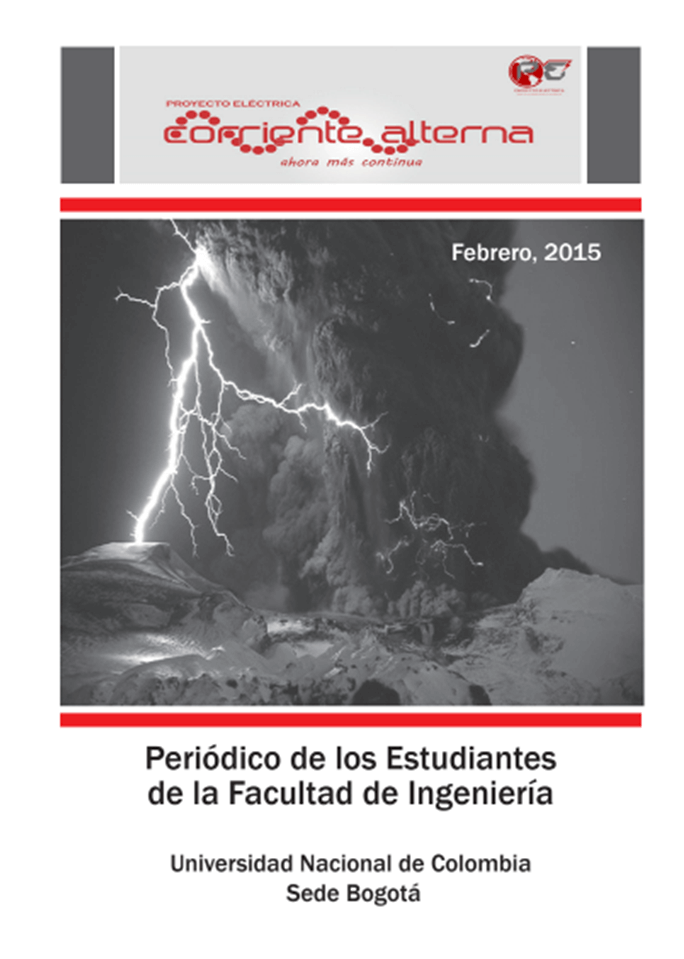 PROYECTO ELÉCTRICA
corriente alterna
ahora más continua
Febrero, 2015
Periódico de los Estudiantes
de la Facultad de Ingeniería
Universidad Nacional de Colombia
Sede Bogotá